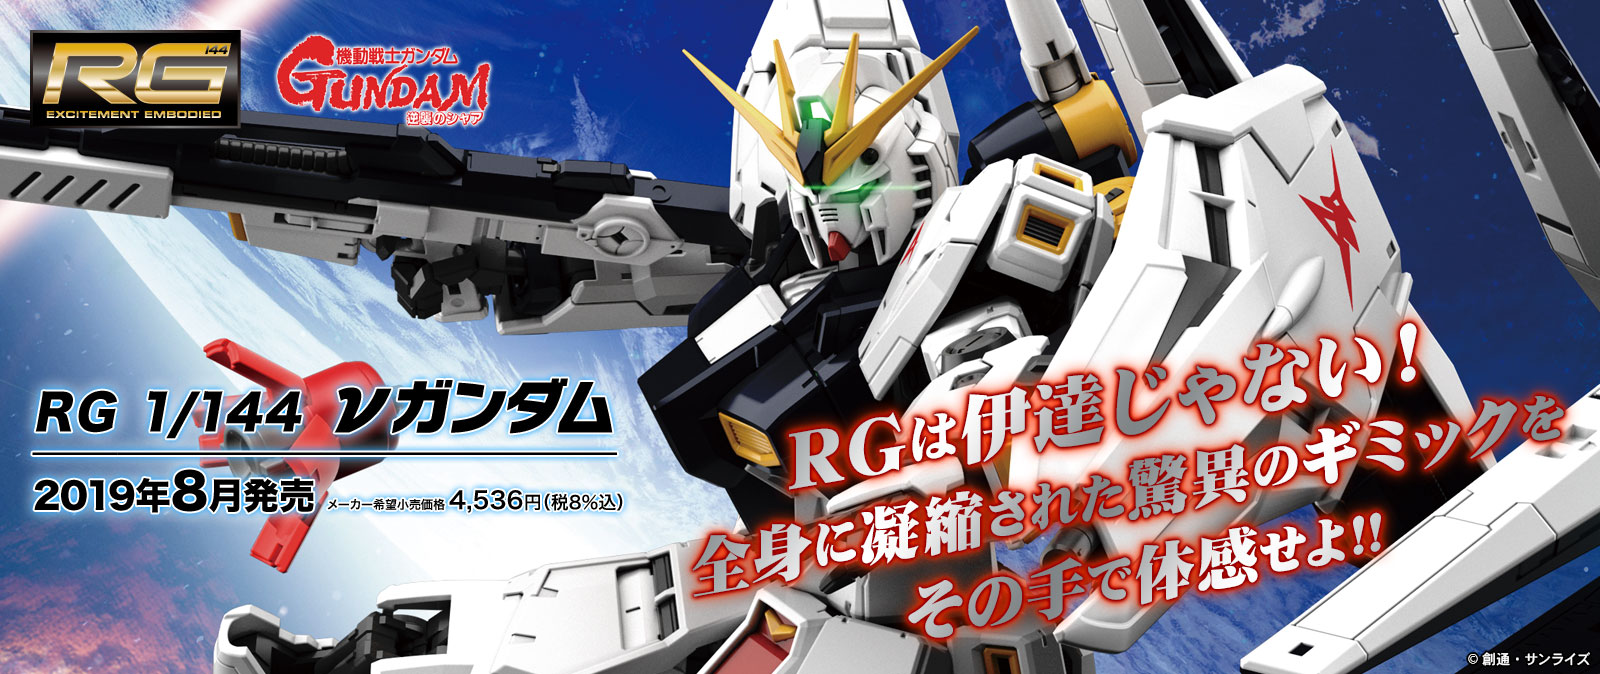 RG 144
EXCITEMENT EMBODIED
機動戦士ガンダム
GUNDAM
逆襲のシャア
RG 1/144 νガンダム
2019年8月発売 メーカー希望小売価格 4,536円(税8%込)
RGは伊達じゃない!
全身に凝縮された驚異のギミックを
その手で体感せよ!!
© 創通・サンライズ